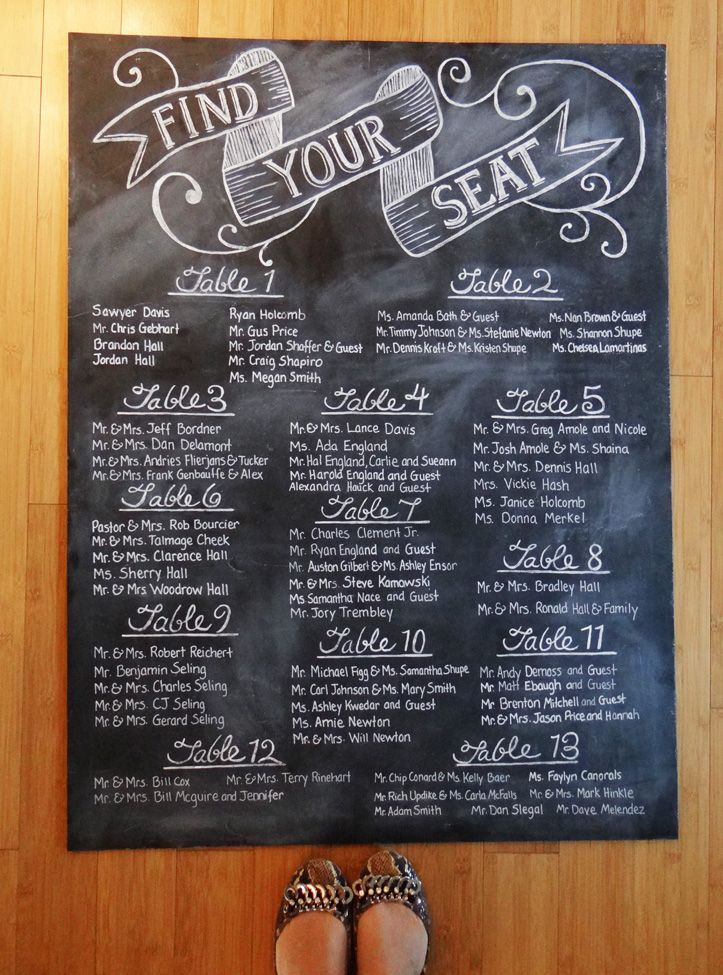 FIND
YOUR
SEAT
Table 1
Sawyer Davis
Mr. Chris Gebhart
Brandan Hall
Jordan Hall
Ryan Holcomb
Mr. Gus Price
Mr. Jordan Shaffer & Guest
Mr. Craig Shapiro
Ms. Megan Smith
Table 2
Ms. Amanda Bath & Guest Ms. Nan Brown & Guest
Mr. Timmy Johnson & Ms. Stefanie Newton Ms. Shannon Shupe
Mr. Dennis Kroft & Ms. Kristen Shupe Ms. Chelsea Lamartinas
Table 3
Mr. & Mrs. Jeff Bordner
Mr. & Mrs. Dan Delamont
Mr. & Mrs. Andries Flierjans & Tucker
Mr. & Mrs. Frank Genbauffe & Alex
Table 4
Mr. & Mrs. Lance Davis
Ms. Ada England
Mr. Hal England, Carlie and Sueann
Mr. Harold England and Guest
Alexandra Hauck and Guest
Table 5
Mr. & Mrs. Greg Amole and Nicole
Mr. Josh Amole & Ms. Shaina
Mr. & Mrs. Dennis Hall
Mrs. Vickie Hash
Ms. Janice Holcomb
Ms. Donna Merkel
Table 6
Pastor & Mrs. Rob Bourcier
Mr. & Mrs. Talmage Cheek
Mr. & Mrs. Clarence Hall
Ms. Sherry Hall
Mr. & Mrs Woodrow Hall
Table 7
Mr. Charles Clement Jr.
Mr. Ryan England and Guest
Mr. Auston Gilbert & Ms. Ashley Ensor
Mr. & Mrs. Steve Kamowski
Ms Samantha Nace and Guest
Mr. Jory Trembley
Table 8
Mr. & Mrs. Bradley Hall
Mr. & Mrs. Ronald Hall & Family
Table 9
Mr. & Mrs. Robert Reichert
Mr. Benjamin Seling
Mr. & Mrs. Charles Seling
Mr. & Mrs. CJ Seling
Mr. & Mrs. Gerard Seling
Table 10
Mr. Michael Figg & Ms. Samantha Shupe
Mr. Carl Johnson & Ms. Mary Smith
Ms. Ashley Kwedar and Guest
Ms. Amie Newton
Mr. & Mrs. Will Newton
Table 11
Mr. Andy Demoss and Guest
Mr. Matt Ebaugh and Guest
Mr Brenton Mitchell and Guest
Mr. & Mrs. Jason Price and Hannah
Table 12
Mr. & Mrs. Bill Cox Mr. & Mrs. Terry Rinehart
Mr. & Mrs. Bill Mcguire and Jennifer
Table 13
Mr. Chip Conard & Ms. Kelly Baer Ms. Faylyn Canorals
Mr. Rich Updike & Ms. Carla McFalls Mr. & Mrs. Mark Hinkle
Mr. Adam Smith Mr. Dan Slegal Mr. Dave Melendez